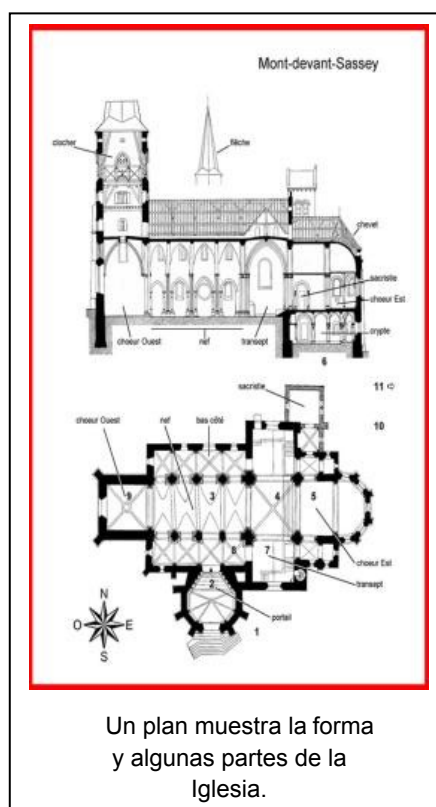 Mont-devant-Sassey
clocher
flèche
chevet
sacristie
choeur Est
crypte
choeur Ouest
nef
transept
6
sacristie
11 ⇨
10
choeur Ouest
nef
bas côté
9
3
4
5
8
7
choeur Est
transept
2
portail
1
N
O
E
S
Un plan muestra la forma
y algunas partes de la
Iglesia.